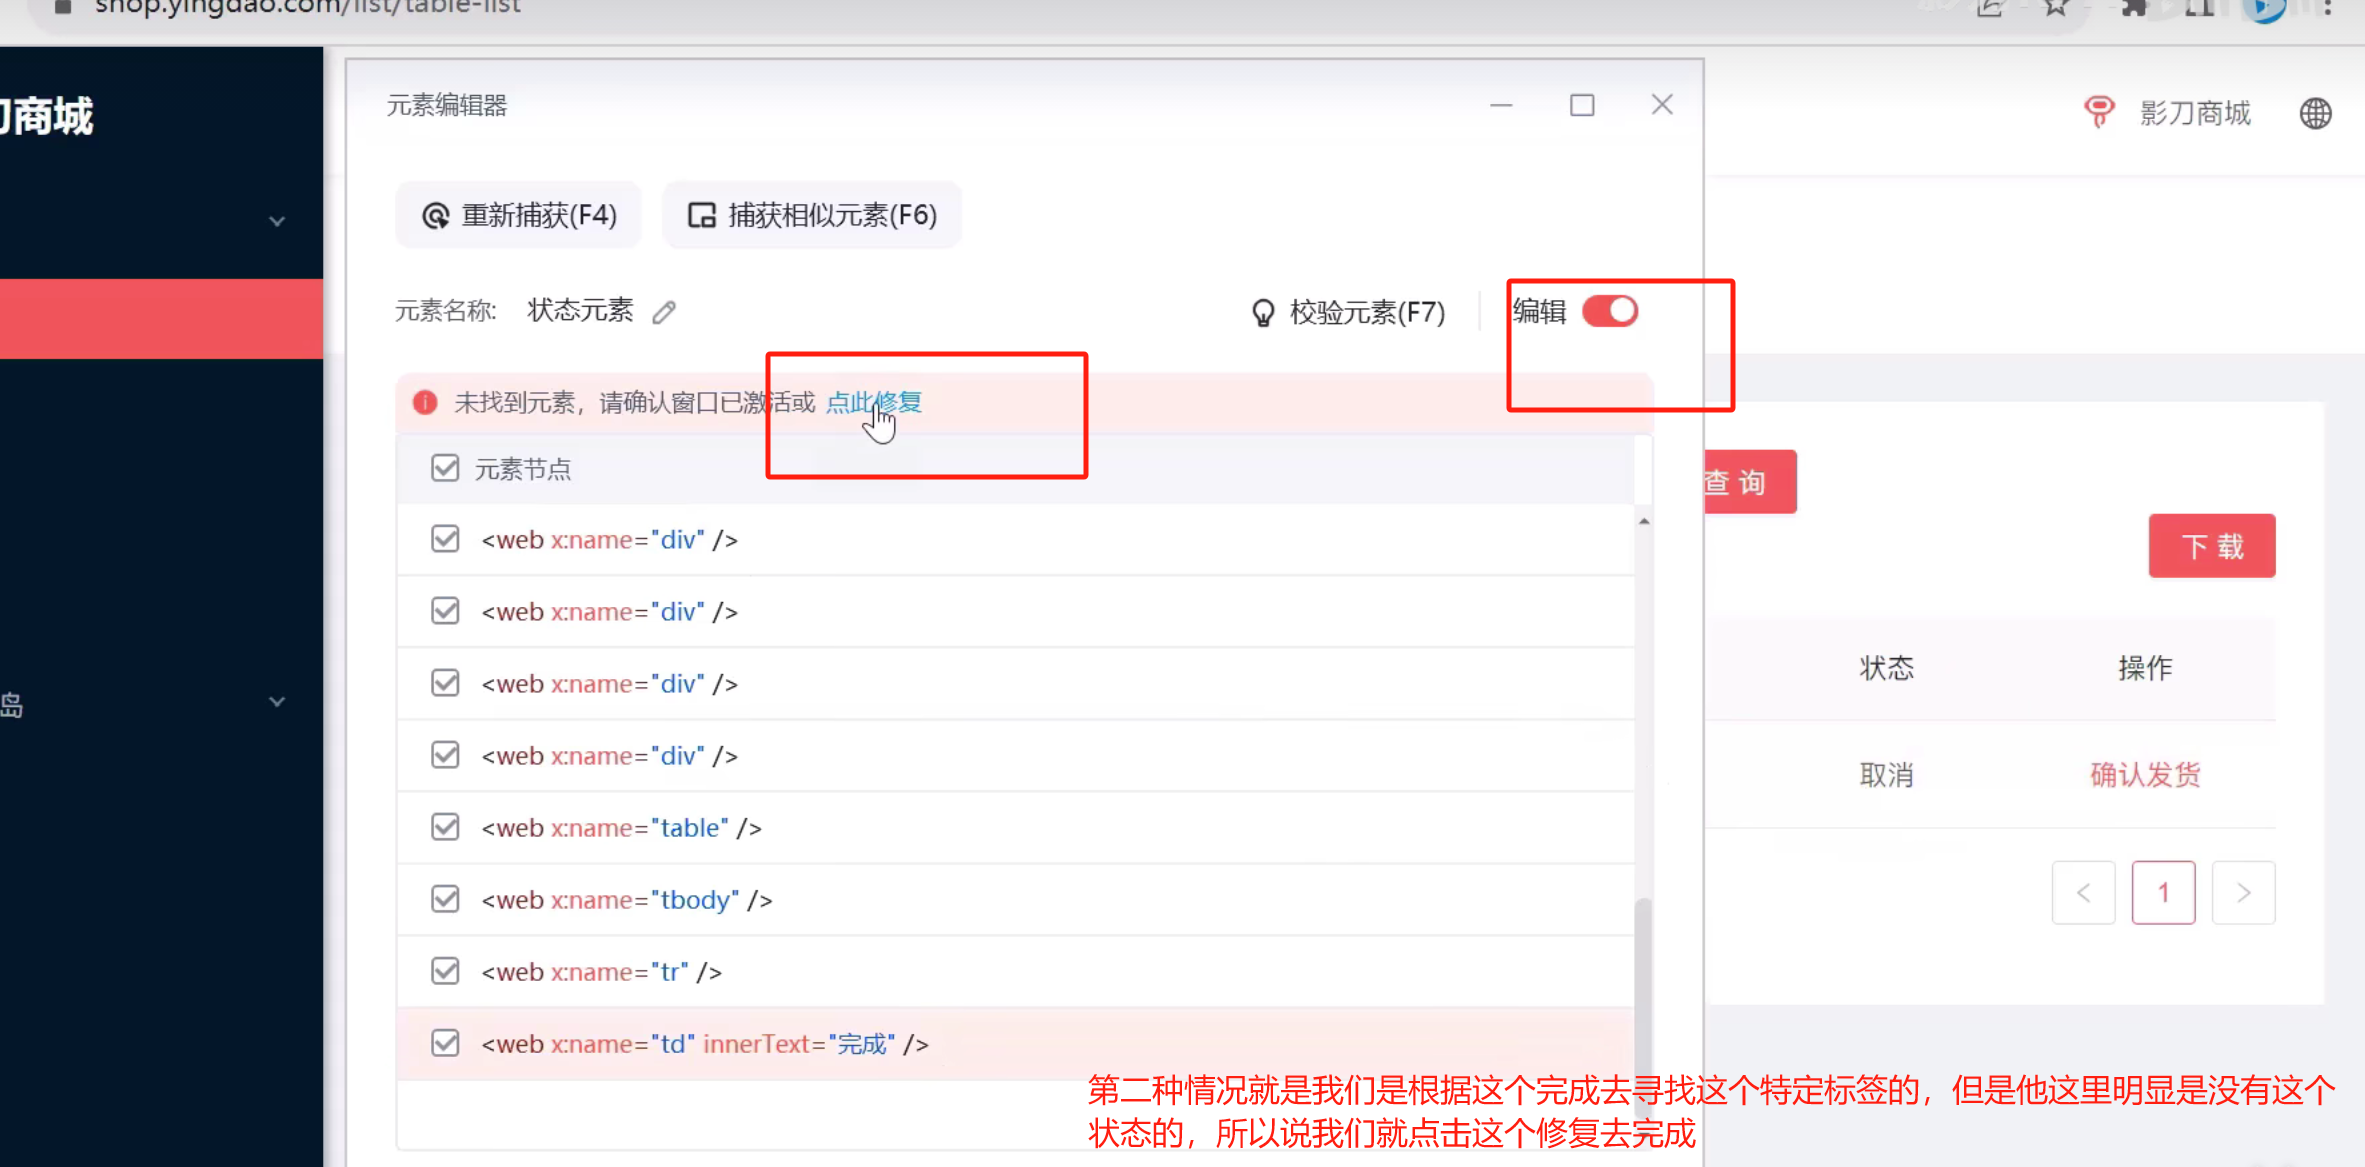 shop.yingdao.com/list/table-list
刀商城
元素编辑器
影刀商城
重新捕获(F4)
捕获相似元素(F6)
元素名称:
状态元素
校验元素(F7)
编辑
未找到元素，请确认窗口已激活或 点此修复
元素节点
查 询
<web x:name="div" />
下 载
<web x:name="div" />
<web x:name="div" />
状态
操作
岛
<web x:name="div" />
取消
确认发货
<web x:name="table" />
<web x:name="tbody" />
<
1
>
<web x:name="tr" />
<web x:name="td" innerText="完成" />
第二种情况就是我们是根据这个完成去寻找这个特定标签的，但是他这里明显是没有这个
状态的，所以说我们就点击这个修复去完成